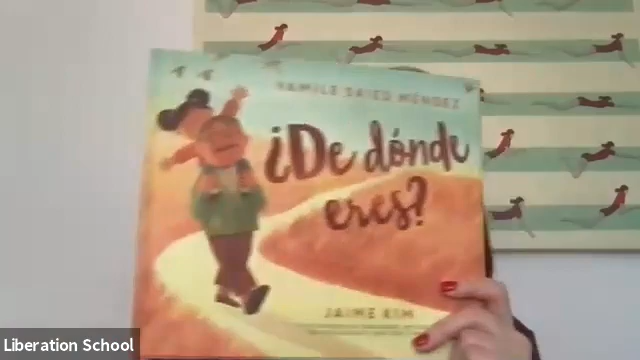 YAMILE SAIED MÉNDEZ
¿De dónde
eres?
JAIME KIM
Liberation School